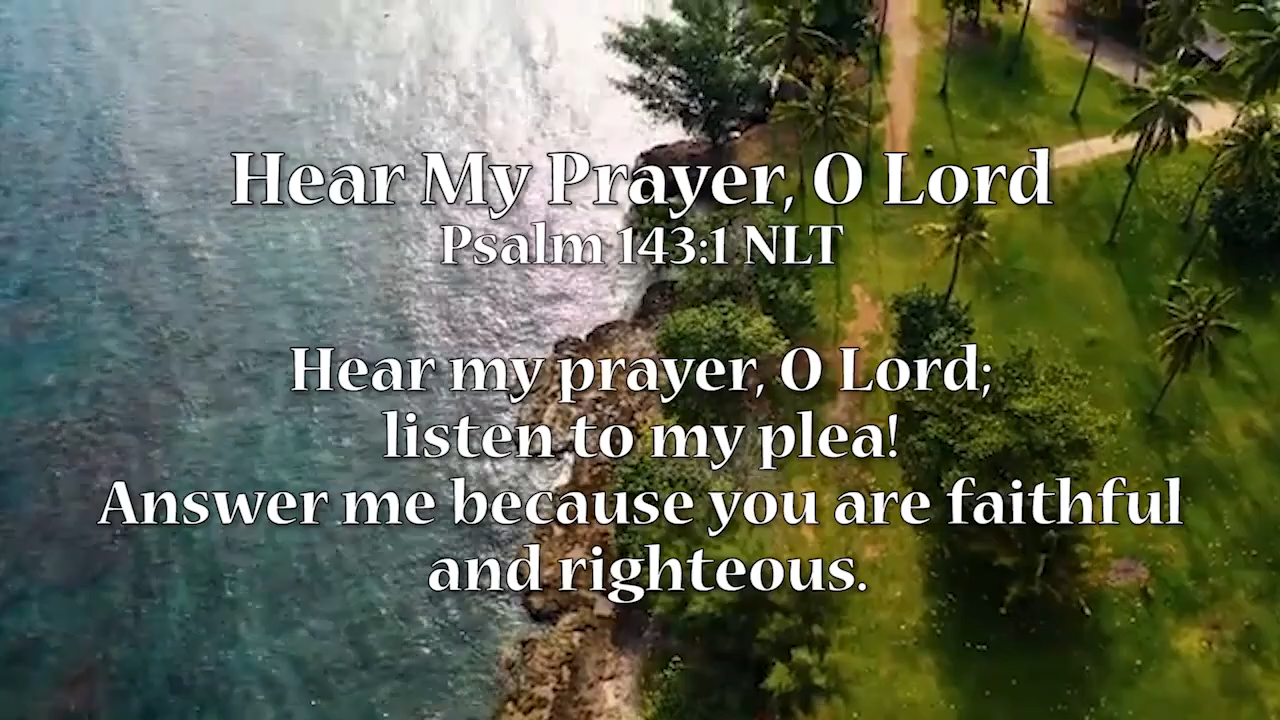 Hear My Prayer, O Lord
Psalm 143:1 NLT
Hear my prayer, O Lord;
listen to my plea!
Answer me because you are faithful
and righteous.